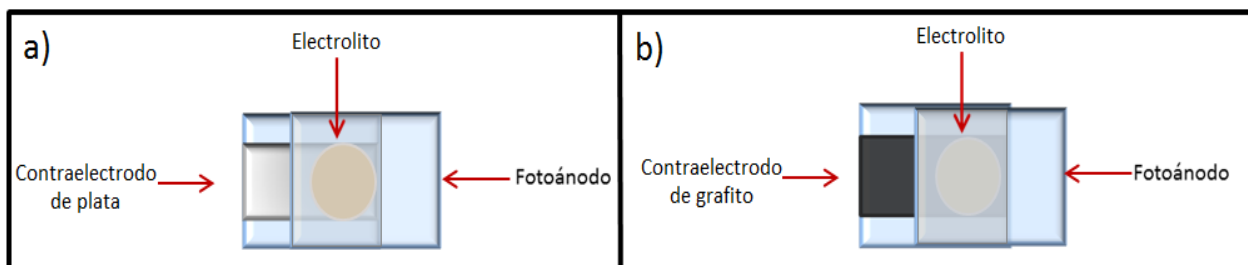 a)
Electrolito
Contraelectrodo
de plata
Fotoánodo
b)
Electrolito
Contraelectrodo
de grafito
Fotoánodo